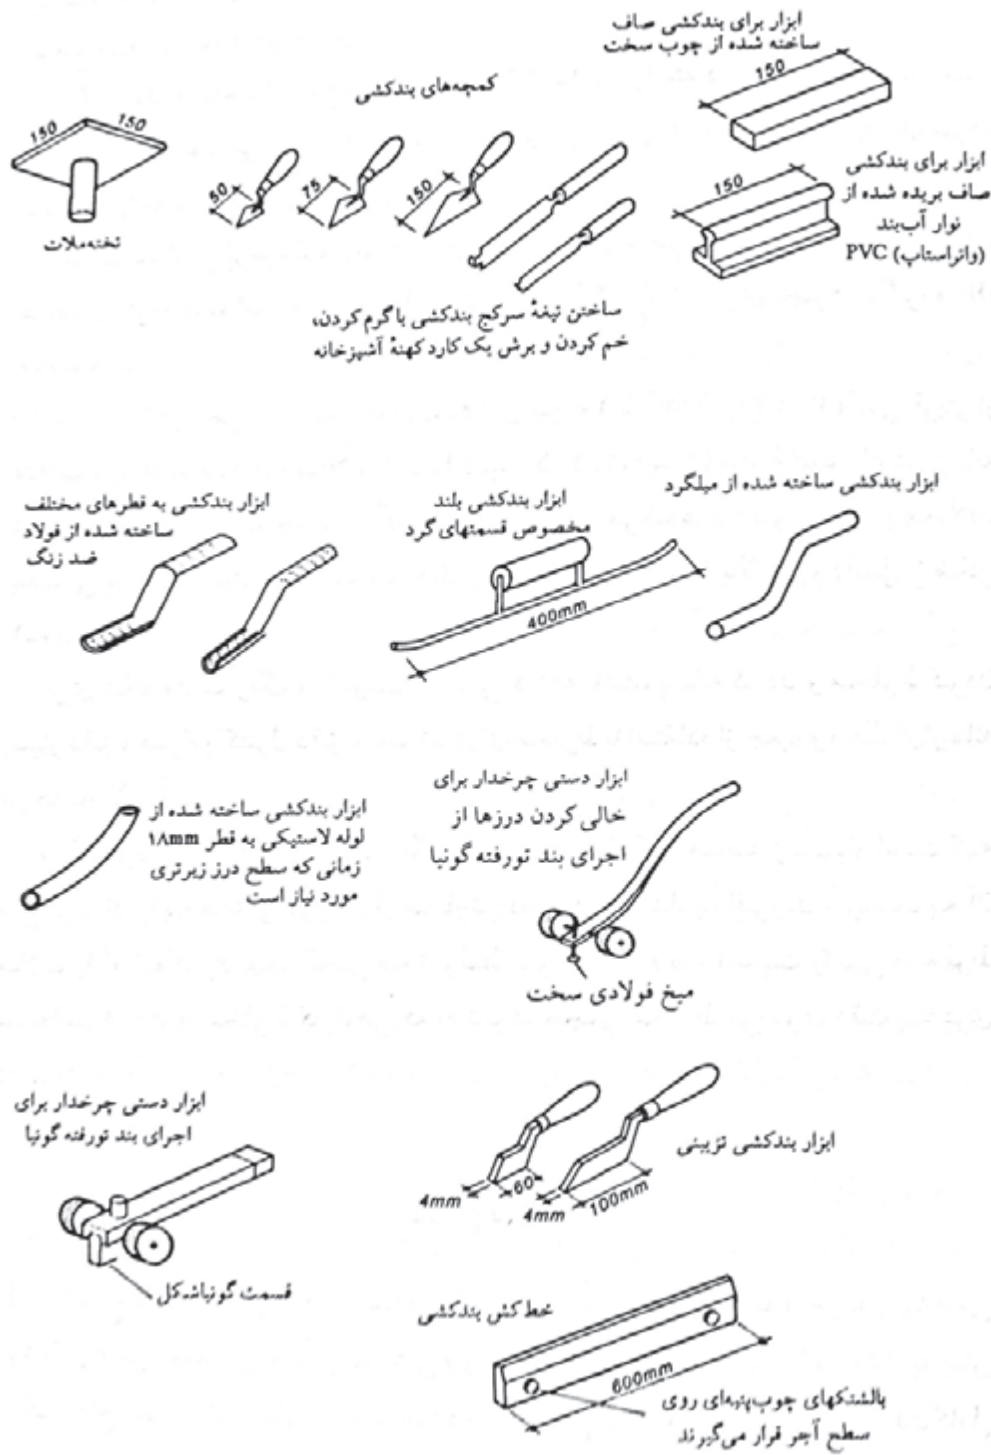 ابزار برای بندکشی صاف
ساخته شده از چوب سخت
150
کمچه‌های بندکشی
150
150
تخته‌ملات
50
75
150
ابزار برای بندکشی
صاف بریده شده از
نوار آب‌بند
(واتراستاپ) PVC
150
ساختن تیغهٔ سرکج بندکشی با گرم کردن،
خم کردن و برش یک کارد کهنهٔ آشپزخانه
ابزار بندکشی ساخته شده از میلگرد
ابزار بندکشی بلند
مخصوص قسمتهای گرد
400mm
ابزار بندکشی به قطرهای مختلف
ساخته شده از فولاد
ضد زنگ
ابزار دستی چرخدار برای
خالی کردن درزها از
اجرای بند تورفته گونیا
میخ فولادی سخت
ابزار بندکشی ساخته شده از
لوله لاستیکی به قطر ۱۸mm
زمانی که سطح درز زبرتری
مورد نیاز است
ابزار بندکشی تزیینی
4mm
60
4mm
100mm
ابزار دستی چرخدار برای
اجرای بند تورفته گونیا
قسمت گونیاشکل
خط‌کش بندکشی
600mm
بالشتکهای چوب‌پنبه‌ای روی
سطح آجر قرار می‌گیرند